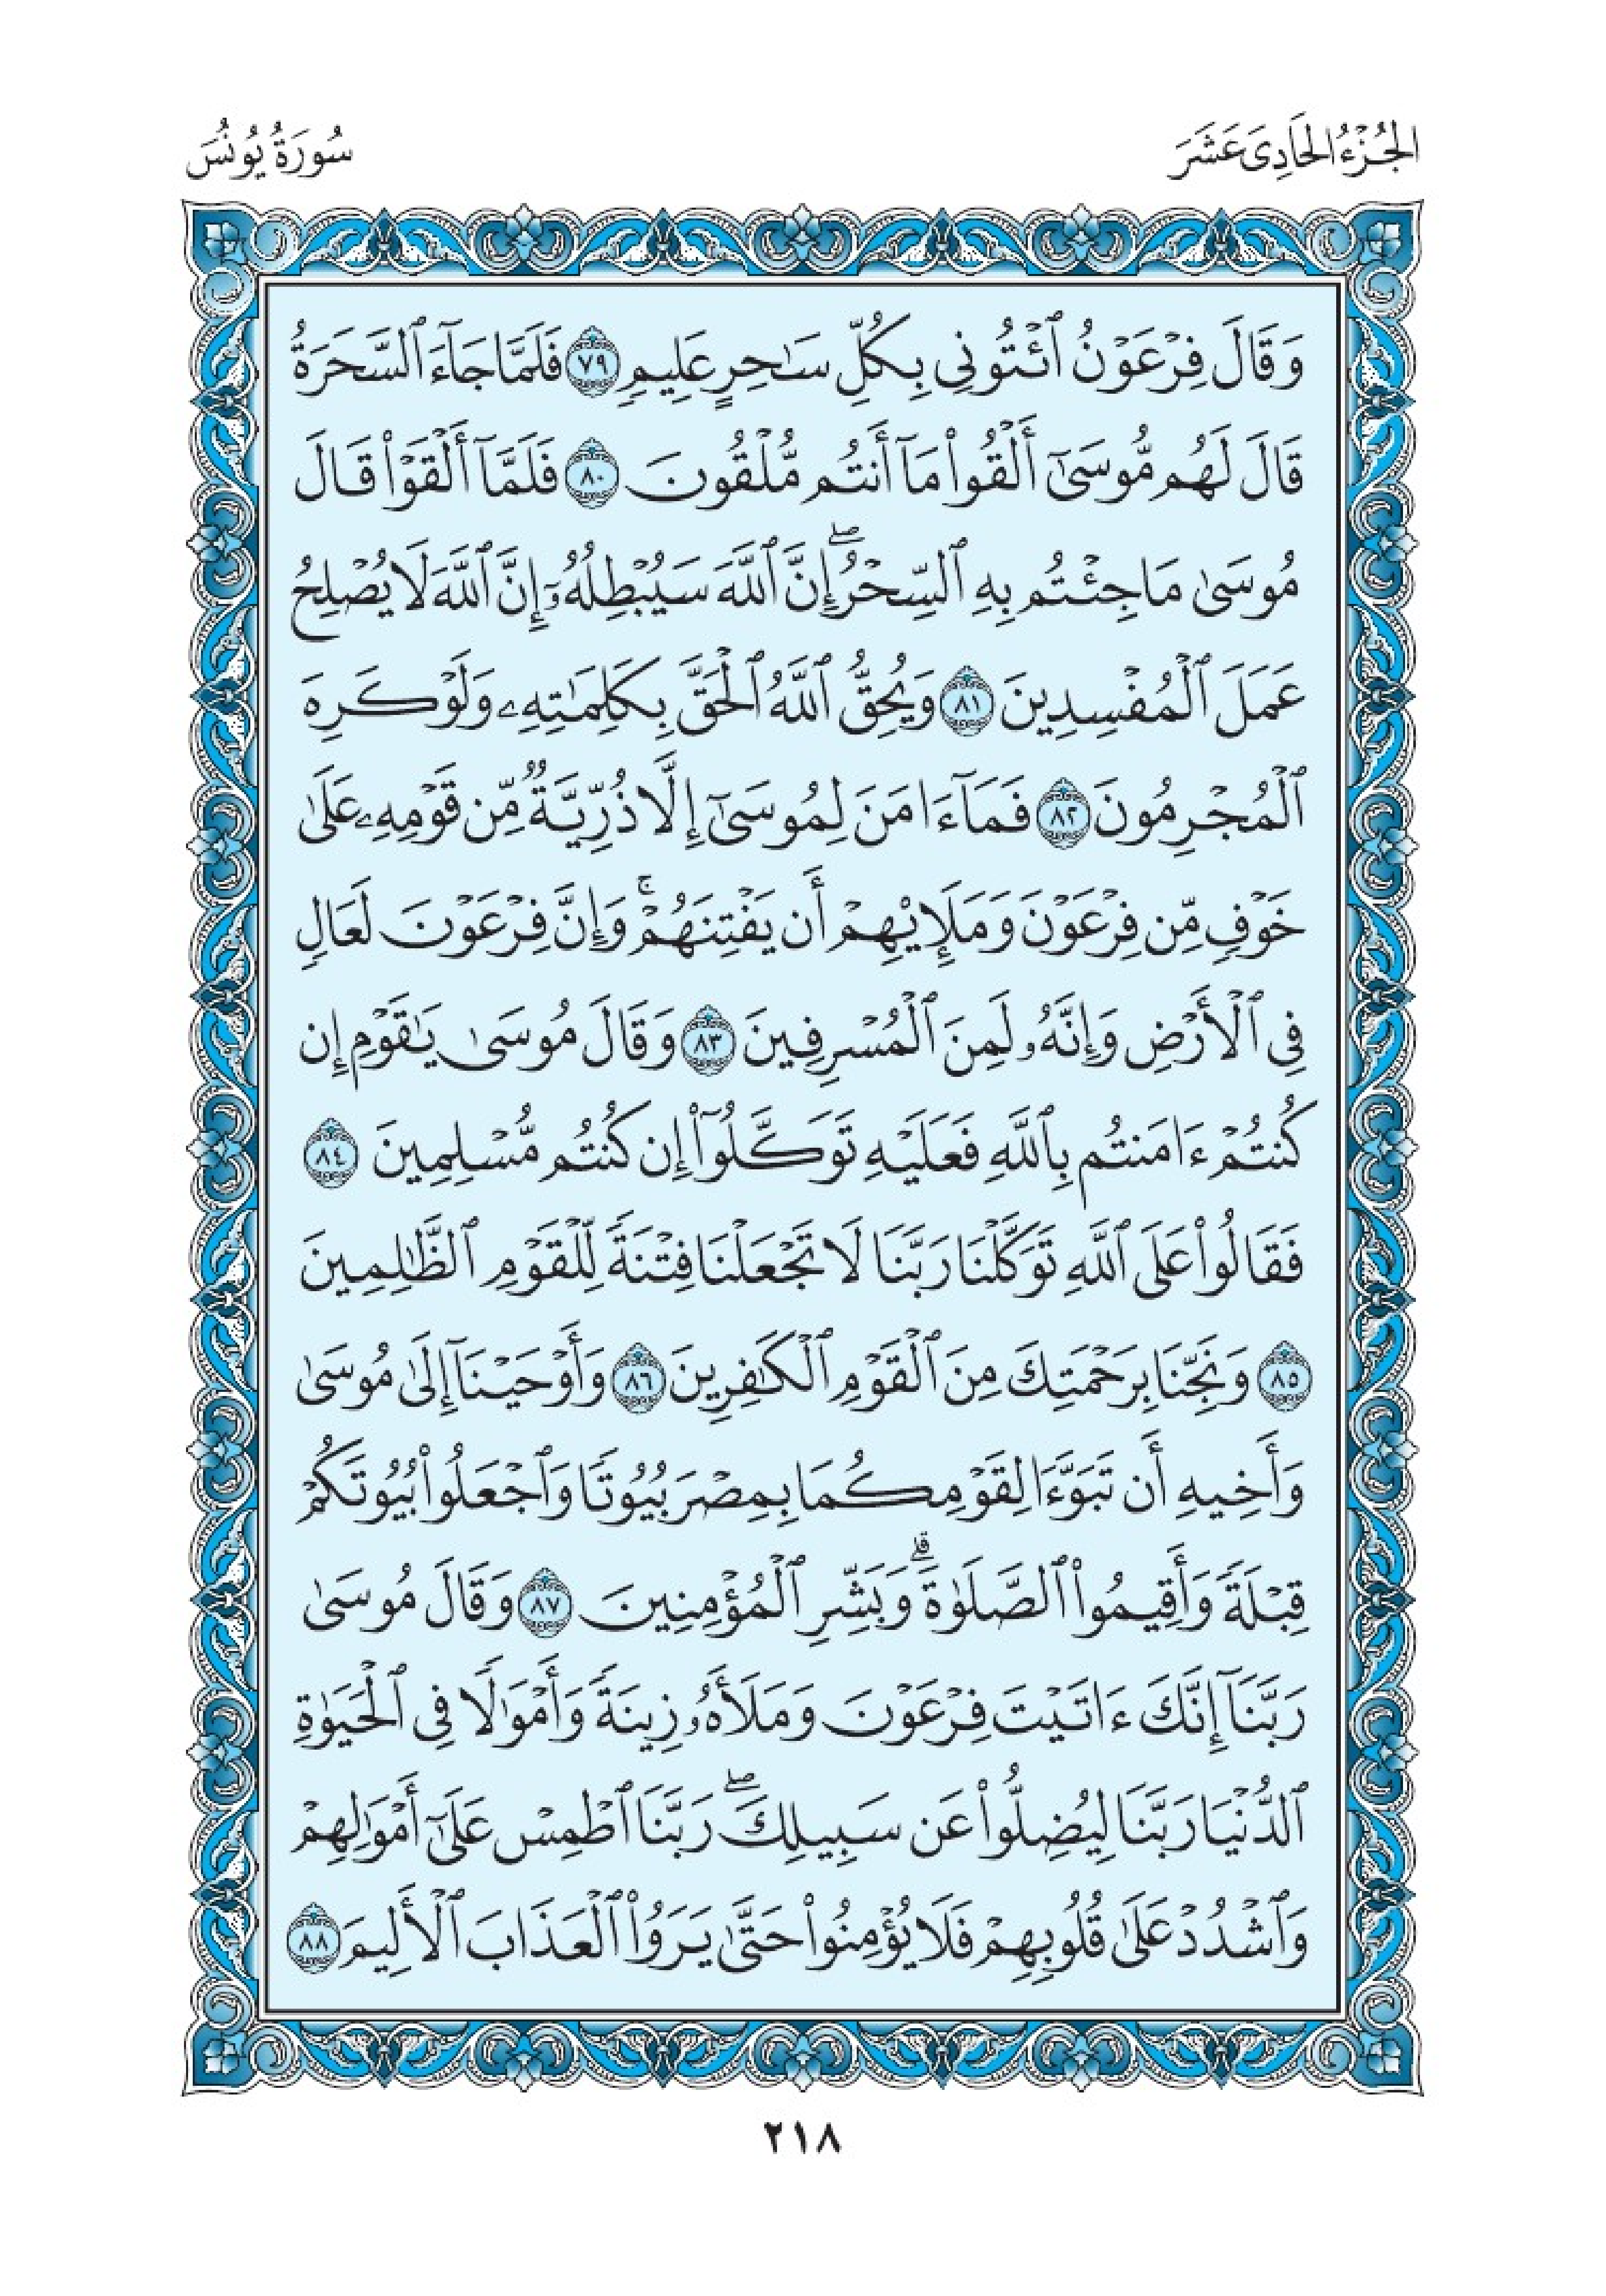 الجُزْءُ الحَادِيَ عَشَرَ
سُورَةُ يُونُسَ
وَقَالَ فِرْعَوْنُ ٱئْتُونِى بِكُلِّ سَـٰحِرٍ عَلِيمٍ ٧٩ فَلَمَّا جَآءَ ٱلسَّحَرَةُ
قَالَ لَهُم مُّوسَىٰٓ أَلْقُوا۟ مَآ أَنتُم مُّلْقُونَ ٨٠ فَلَمَّآ أَلْقَوْا۟ قَالَ
مُوسَىٰ مَا جِئْتُم بِهِ ٱلسِّحْرُ ۖ إِنَّ ٱللَّهَ سَيُبْطِلُهُۥٓ إِنَّ ٱللَّهَ لَا يُصْلِحُ
عَمَلَ ٱلْمُفْسِدِينَ ٨١ وَيُحِقُّ ٱللَّهُ ٱلْحَقَّ بِكَلِمَـٰتِهِۦ وَلَوْ كَرِهَ
ٱلْمُجْرِمُونَ ٨٢ فَمَآ ءَامَنَ لِمُوسَىٰٓ إِلَّا ذُرِّيَّةٌ مِّن قَوْمِهِۦ عَلَىٰ
خَوْفٍ مِّن فِرْعَوْنَ وَمَلَإِي۟هِمْ أَن يَفْتِنَهُمْ ۚ وَإِنَّ فِرْعَوْنَ لَعَالٍ
فِى ٱلْأَرْضِ وَإِنَّهُۥ لَمِنَ ٱلْمُسْرِفِينَ ٨٣ وَقَالَ مُوسَىٰ يَـٰقَوْمِ إِن
كُنتُمْ ءَامَنتُم بِٱللَّهِ فَعَلَيْهِ تَوَكَّلُوٓا۟ إِن كُنتُم مُّسْلِمِينَ ٨٤
فَقَالُوا۟ عَلَى ٱللَّهِ تَوَكَّلْنَا رَبَّنَا لَا تَجْعَلْنَا فِتْنَةً لِّلْقَوْمِ ٱلظَّـٰلِمِينَ
٨٥ وَنَجِّنَا بِرَحْمَتِكَ مِنَ ٱلْقَوْمِ ٱلْكَـٰفِرِينَ ٨٦ وَأَوْحَيْنَآ إِلَىٰ مُوسَىٰ
وَأَخِيهِ أَن تَبَوَّءَا لِقَوْمِكُمَا بِمِصْرَ بُيُوتًا وَٱجْعَلُوا۟ بُيُوتَكُمْ
قِبْلَةً وَأَقِيمُوا۟ ٱلصَّلَوٰةَ ۗ وَبَشِّرِ ٱلْمُؤْمِنِينَ ٨٧ وَقَالَ مُوسَىٰ
رَبَّنَآ إِنَّكَ ءَاتَيْتَ فِرْعَوْنَ وَمَلَأَهُۥ زِينَةً وَأَمْوَٰلًا فِى ٱلْحَيَوٰةِ
ٱلدُّنْيَا رَبَّنَا لِيُضِلُّوا۟ عَن سَبِيلِكَ ۖ رَبَّنَا ٱطْمِسْ عَلَىٰٓ أَمْوَٰلِهِمْ
وَٱشْدُدْ عَلَىٰ قُلُوبِهِمْ فَلَا يُؤْمِنُوا۟ حَتَّىٰ يَرَوُا۟ ٱلْعَذَابَ ٱلْأَلِيمَ ٨٨
٢١٨